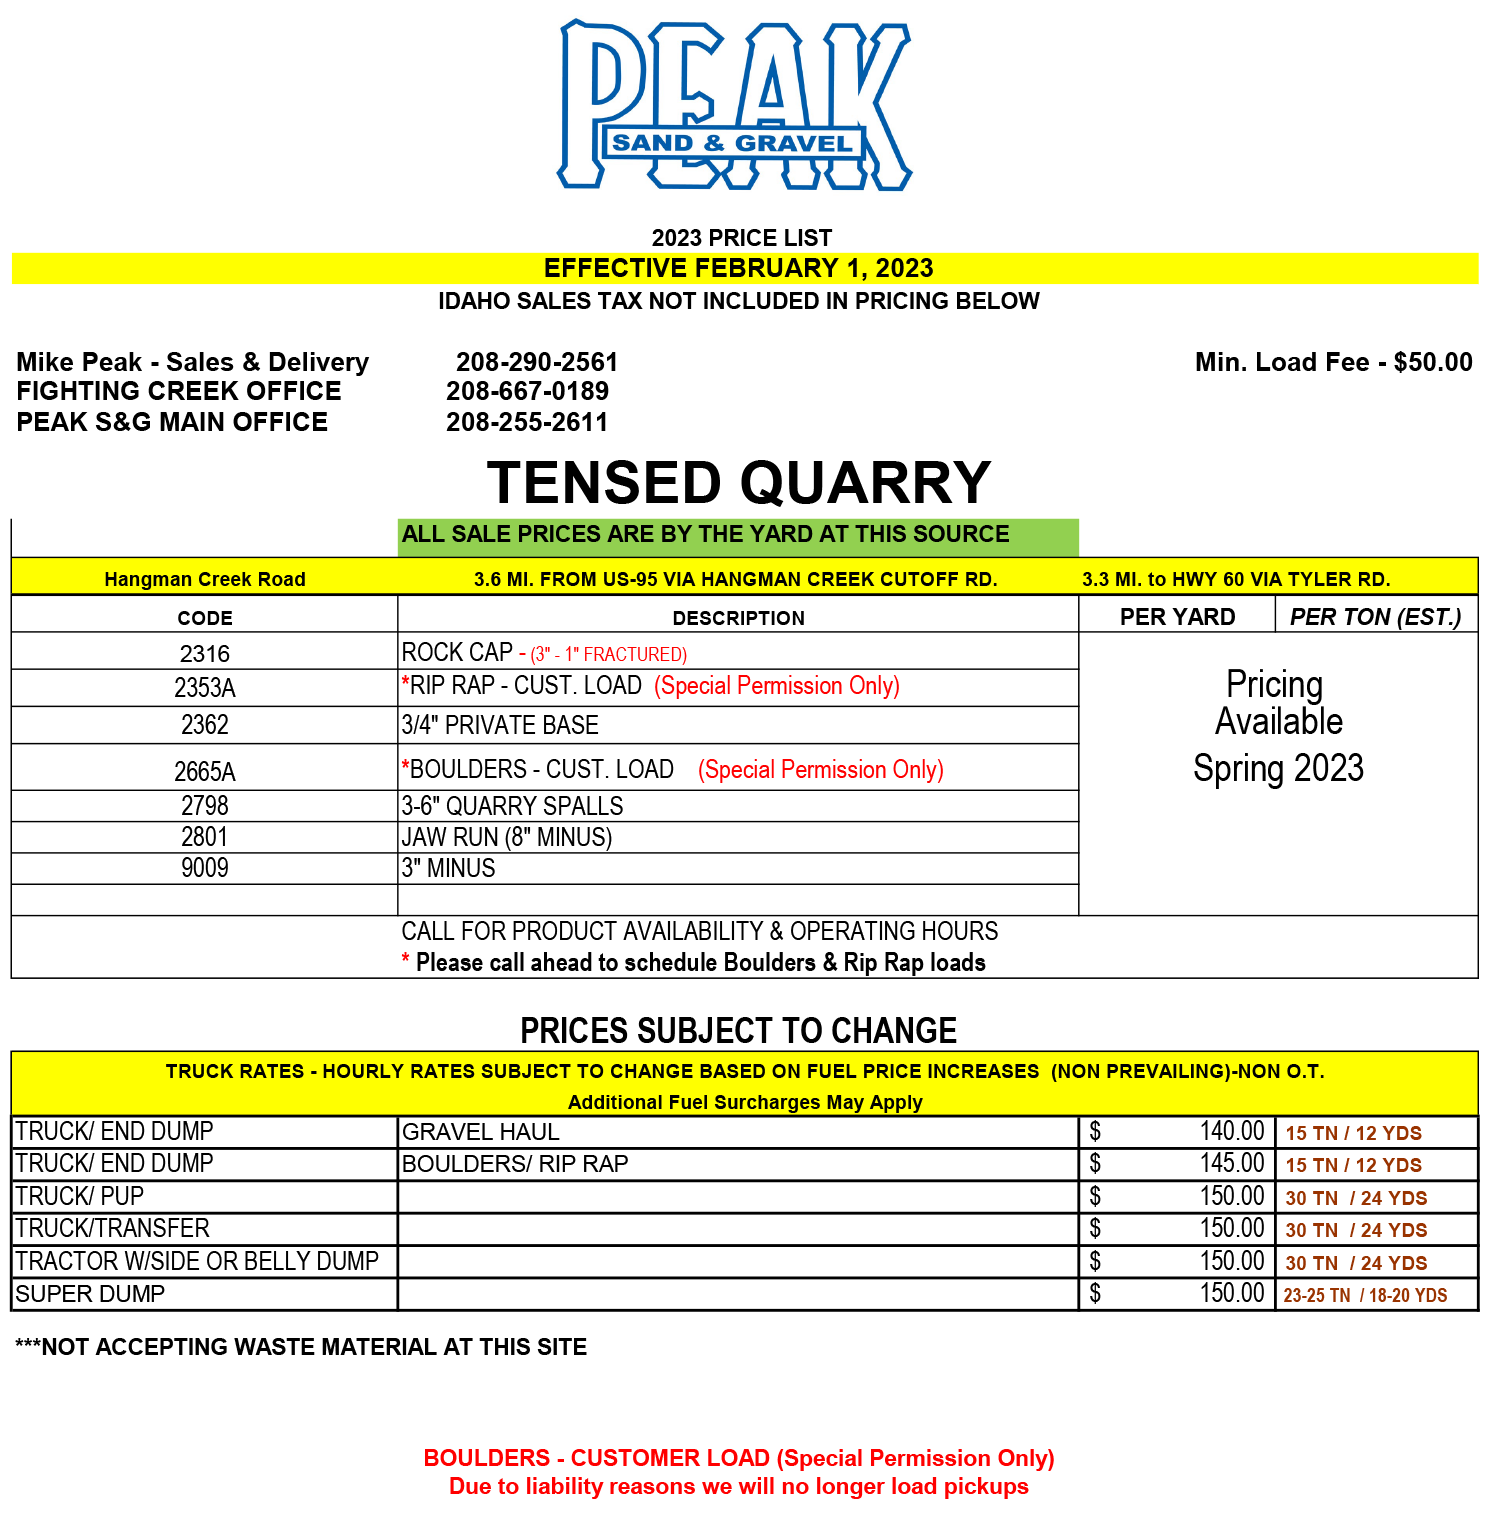 PEAK
SAND & GRAVEL
2023 PRICE LIST
EFFECTIVE FEBRUARY 1, 2023
IDAHO SALES TAX NOT INCLUDED IN PRICING BELOW
Mike Peak - Sales & Delivery 208-290-2561 Min. Load Fee - $50.00
FIGHTING CREEK OFFICE 208-667-0189
PEAK S&G MAIN OFFICE 208-255-2611
TENSED QUARRY
ALL SALE PRICES ARE BY THE YARD AT THIS SOURCE
Hangman Creek Road 3.6 MI. FROM US-95 VIA HANGMAN CREEK CUTOFF RD. 3.3 MI. to HWY 60 VIA TYLER RD.
CODE DESCRIPTION PER YARD PER TON (EST.)
2316 ROCK CAP - (3" - 1" FRACTURED)
2353A *RIP RAP - CUST. LOAD (Special Permission Only) Pricing
2362 3/4" PRIVATE BASE Available
2665A *BOULDERS - CUST. LOAD (Special Permission Only) Spring 2023
2798 3-6" QUARRY SPALLS
2801 JAW RUN (8" MINUS)
9009 3" MINUS
CALL FOR PRODUCT AVAILABILITY & OPERATING HOURS
* Please call ahead to schedule Boulders & Rip Rap loads
PRICES SUBJECT TO CHANGE
TRUCK RATES - HOURLY RATES SUBJECT TO CHANGE BASED ON FUEL PRICE INCREASES (NON PREVAILING)-NON O.T.
Additional Fuel Surcharges May Apply
TRUCK/ END DUMP GRAVEL HAUL $ 140.00 15 TN / 12 YDS
TRUCK/ END DUMP BOULDERS/ RIP RAP $ 145.00 15 TN / 12 YDS
TRUCK/ PUP $ 150.00 30 TN / 24 YDS
TRUCK/TRANSFER $ 150.00 30 TN / 24 YDS
TRACTOR W/SIDE OR BELLY DUMP $ 150.00 30 TN / 24 YDS
SUPER DUMP $ 150.00 23-25 TN / 18-20 YDS
***NOT ACCEPTING WASTE MATERIAL AT THIS SITE
BOULDERS - CUSTOMER LOAD (Special Permission Only)
Due to liability reasons we will no longer load pickups